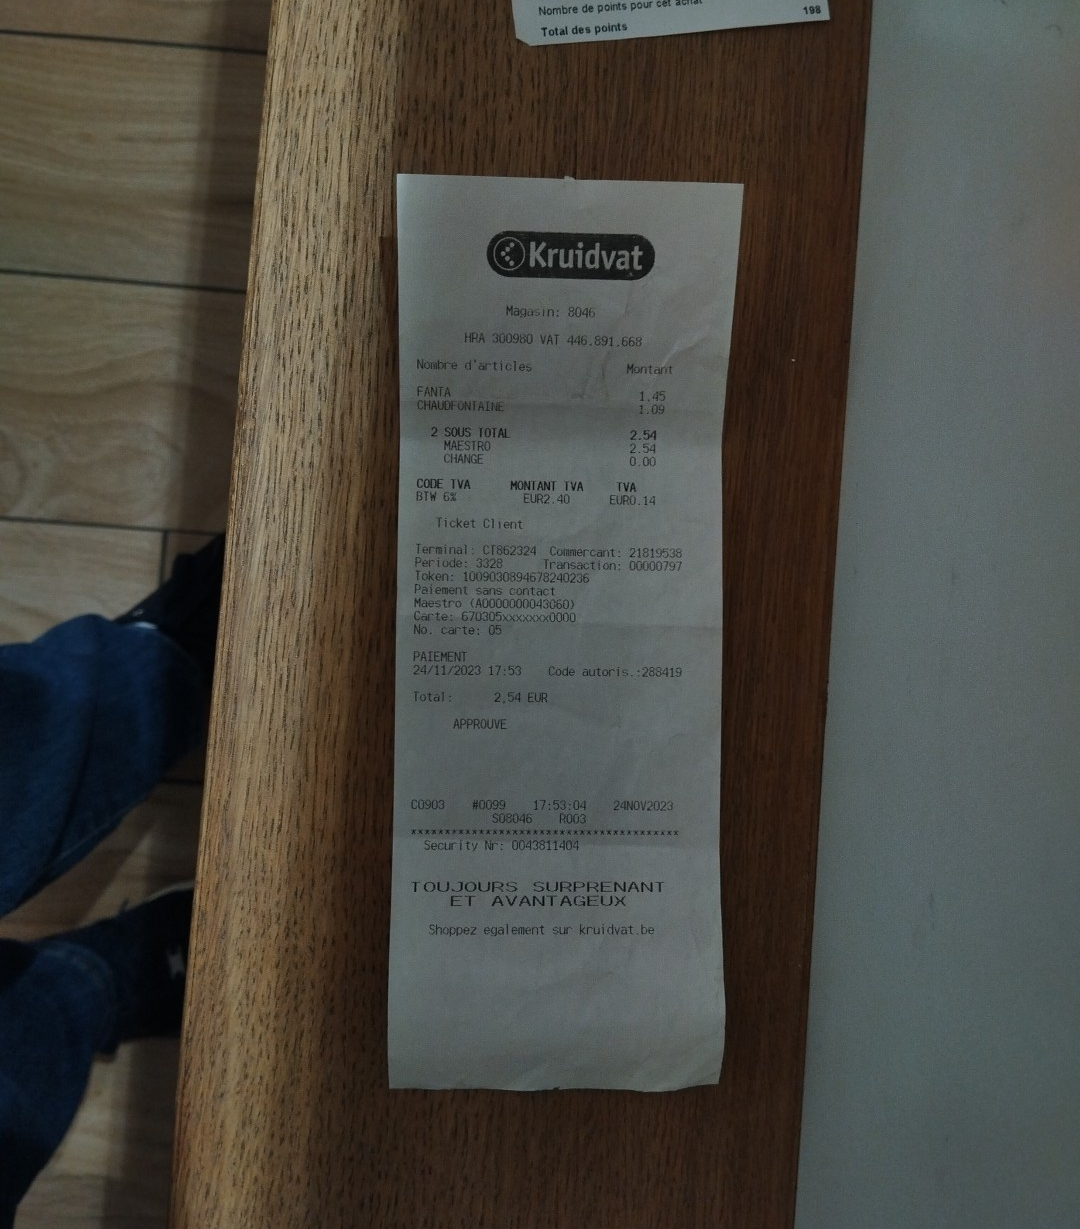 Nombre de points pour cet achat
198
Total des points
Kruidvat
Magasin: 8046
HRA 300980 VAT 446.891.668
Nombre d'articles Montant
FANTA 1.45
CHAUDFONTAINE 1.09
2 SOUS TOTAL 2.54
MAESTRO 2.54
CHANGE 0.00
CODE TVA MONTANT TVA TVA
BTW 6% EUR2.40 EUR0.14
Ticket Client
Terminal: CT862324 Commercant: 21819538
Periode: 3328 Transaction: 00000797
Token: 1009030894678240236
Paiement sans contact
Maestro (A0000000043060)
Carte: 670305xxxxxxx0000
No. carte: 05
PAIEMENT
24/11/2023 17:53 Code autoris.:288419
Total: 2,54 EUR
APPROUVE
C0903 #0099 17:53:04 24NOV2023
S08046 R003
****************************************
Security Nr: 0043811404
TOUJOURS SURPRENANT
ET AVANTAGEUX
Shoppez egalement sur kruidvat.be